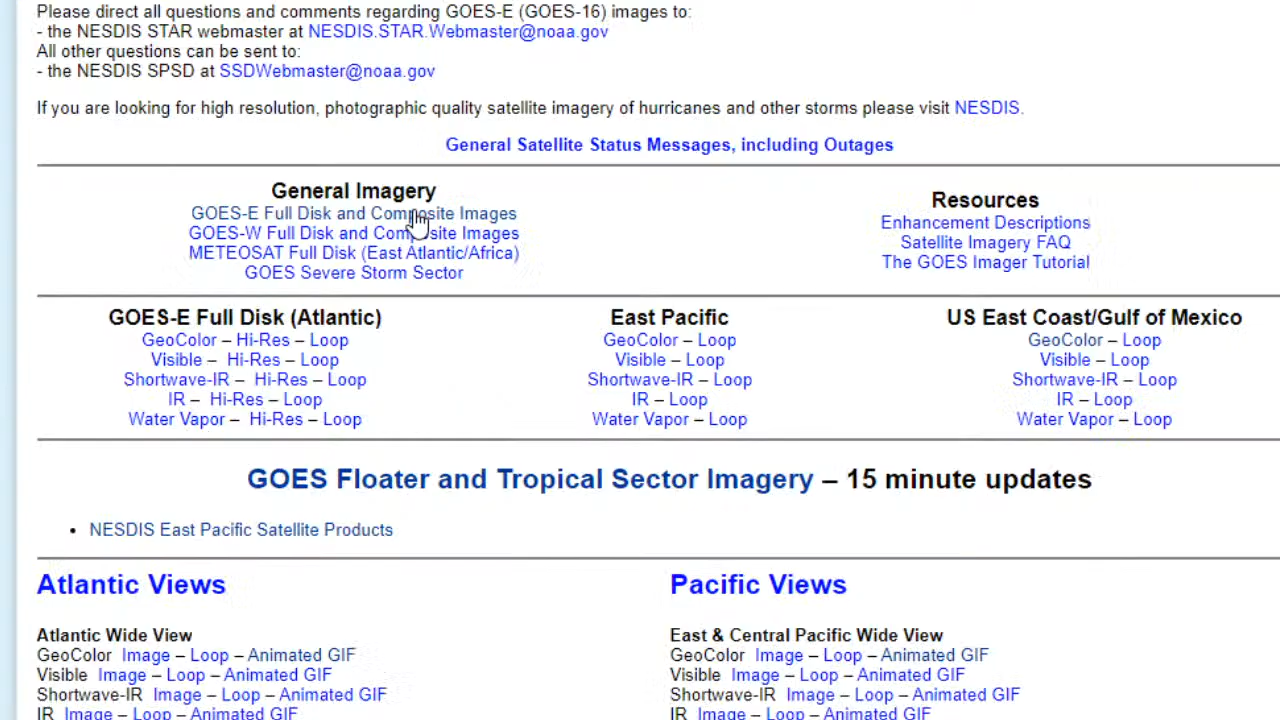 Please direct all questions and comments regarding GOES-E (GOES-16) images to:
- the NESDIS STAR webmaster at NESDIS.STAR.Webmaster@noaa.gov
All other questions can be sent to:
- the NESDIS SPSD at SSDWebmaster@noaa.gov
If you are looking for high resolution, photographic quality satellite imagery of hurricanes and other storms please visit NESDIS.
General Satellite Status Messages, including Outages
General Imagery
GOES-E Full Disk and Composite Images
GOES-W Full Disk and Composite Images
METEOSAT Full Disk (East Atlantic/Africa)
GOES Severe Storm Sector
Resources
Enhancement Descriptions
Satellite Imagery FAQ
The GOES Imager Tutorial
GOES-E Full Disk (Atlantic)
GeoColor – Hi-Res – Loop
Visible – Hi-Res – Loop
Shortwave-IR – Hi-Res – Loop
IR – Hi-Res – Loop
Water Vapor – Hi-Res – Loop
East Pacific
GeoColor – Loop
Visible – Loop
Shortwave-IR – Loop
IR – Loop
Water Vapor – Loop
US East Coast/Gulf of Mexico
GeoColor – Loop
Visible – Loop
Shortwave-IR – Loop
IR – Loop
Water Vapor – Loop
GOES Floater and Tropical Sector Imagery – 15 minute updates
• NESDIS East Pacific Satellite Products
Atlantic Views
Atlantic Wide View
GeoColor Image – Loop – Animated GIF
Visible Image – Loop – Animated GIF
Shortwave-IR Image – Loop – Animated GIF
IR Image – Loop – Animated GIF
Pacific Views
East & Central Pacific Wide View
GeoColor Image – Loop – Animated GIF
Visible Image – Loop – Animated GIF
Shortwave-IR Image – Loop – Animated GIF
IR Image – Loop – Animated GIF